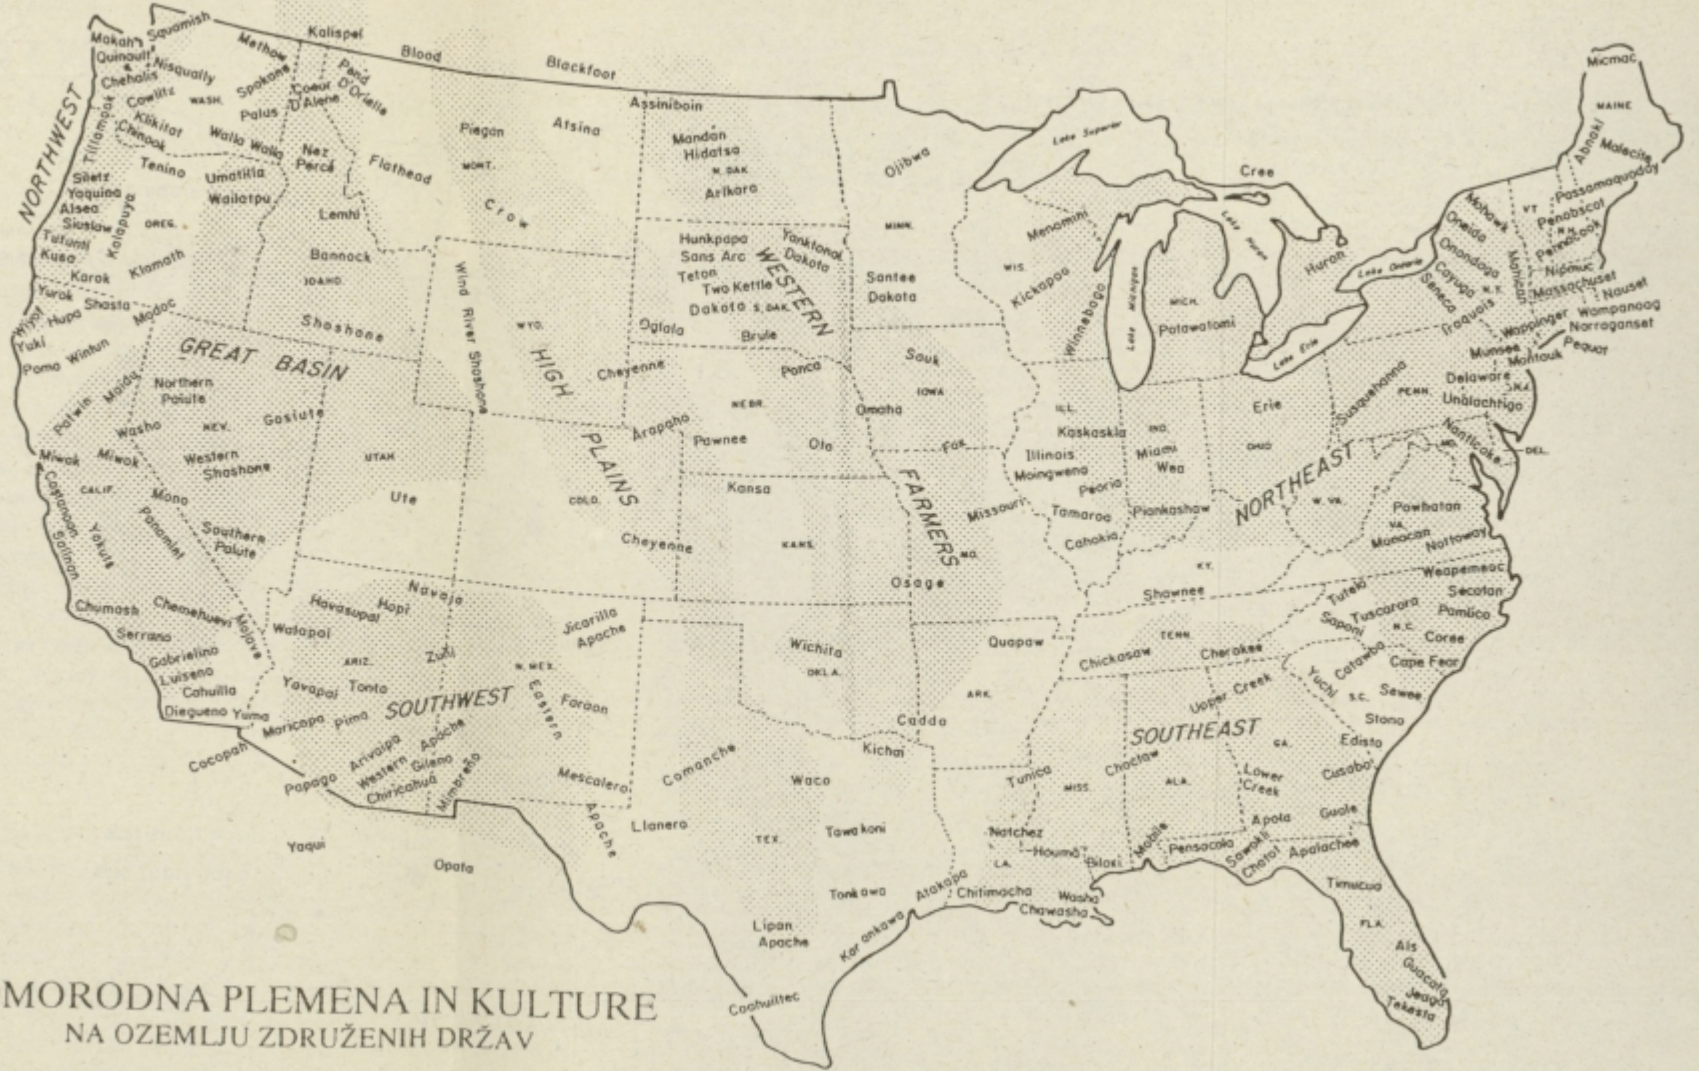 Makah
Squamish
Quinault
Nisqually
Chehalis
Cowlitz
WASH.
Methow
Spokane
Palus
Kalispel
Coeur
D'Alene
Pend
D'Orielle
Blood
Blackfoot
NORTHWEST
Tillamook
Klikitat
Chinook
Walla Walla
Nez
Percé
Tenino
Umatilla
Wailatpu
Siletz
Yaquina
Alsea
Siuslaw
Tututni
Kusa
Kalapuya
OREG.
Klamath
Karok
Yurok
Wiyot
Hupa
Shasta
Modoc
Yuki
Pomo
Wintun
Maidu
Patwin
Flathead
Piegan
Atsina
MONT.
Crow
Lemhi
Bannock
IDAHO
Shoshone
Wind River Shoshone
WYO.
Assiniboin
Mandan
Hidatsa
N. DAK
Arikara
Ojibwa
MINN.
Hunkpapa
Sans Arc
Teton
Two Kettle
Dakota
S. DAK.
Yanktonai
Dakota
Santee
Dakota
Oglala
Brule
Cheyenne
Ponca
NEBR.
Arapaho
Pawnee
Oto
Omaha
WESTERN
FARMERS
HIGH
PLAINS
GREAT BASIN
Northern
Paiute
Gosiute
NEV.
Washo
Western
Shoshone
Miwok
Miwok
CALIF.
Costanoan
Salinan
Yokuts
Mono
Panamint
Southern
Paiute
UTAH
Ute
COLO.
Cheyenne
Kansa
KANS.
Sauk
IOWA
Fox
Missouri
MO.
Osage
Menomini
WIS.
Kickapoo
Winnebago
Lake Superior
Lake Michigan
Lake Huron
Lake Erie
Lake Ontario
MICH.
Potawatomi
Cree
Huron
ILL.
Kaskaskia
Illinois
Moingwena
Peoria
Tamaroa
Cahokia
IND.
Miami
Wea
Piankashaw
Erie
OHIO
NORTHEAST
KY.
Shawnee
W. VA.
Susquehanna
PENN.
Micmac
MAINE
Abnaki
Malecite
Passamaquoddy
Penobscot
N.H.
Pennacook
VT
Mohawk
Oneida
Onondaga
Cayuga
Seneca
N.Y.
Iroquois
Mahican
Nipmuc
Massachuset
Nauset
Wampanoag
Narraganset
Wappinger
Pequot
Montauk
Munsee
Delaware
N.J.
Unalachtigo
Nanticoke
MD.
DEL.
Powhatan
VA.
Monacan
Nottoway
Weapemeoc
Secotan
Pamlico
Tutelo
Tuscarora
Saponi
N.C.
Coree
Catawba
Cape Fear
Yuchi
S.C.
Sewee
Stono
Edisto
Cusabo
Chumash
Chemehuevi
Mojave
Serrano
Gabrielino
Luiseno
Cahuilla
Diegueno
Yuma
Cocopah
Havasupai
Hopi
Navajo
Walapai
ARIZ.
Zuñi
Yavapai
Tonto
Maricopa
Pima
SOUTHWEST
Arivaipa
Western
Apache
Gileno
Chiricahua
Mimbreño
Papago
Yaqui
Opata
Jicarilla
Apache
N. MEX.
Eastern
Faraon
Mescalero
Apache
Llanero
Comanche
Wichita
OKLA.
Quapaw
ARK.
Caddo
Kichai
Waco
TEX.
Tawakoni
Tonkawa
Lipan
Apache
Karankawa
Coahuiltec
Atakapa
Chitimacha
Washa
Chawasha
LA.
Natchez
Houma
Biloxi
Tunica
MISS.
Chickasaw
TENN.
Cherokee
Upper Creek
SOUTHEAST
Choctaw
ALA.
GA.
Lower
Creek
Mobile
Pensacola
Sawokli
Chatot
Apola
Guale
Apalachee
Timucua
FLA.
Ais
Guacata
Jeaga
Tekesta
MORODNA PLEMENA IN KULTURE
NA OZEMLJU ZDRUŽENIH DRŽAV